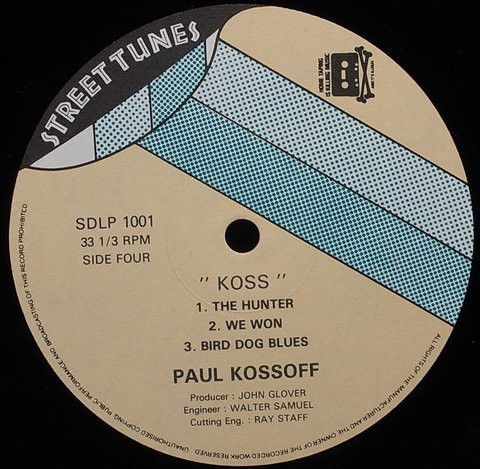 STREET TUNES
HOME TAPING
IS KILLING MUSIC
AND IT'S ILLEGAL
SDLP 1001
33 1/3 RPM
SIDE FOUR
" KOSS "
1. THE HUNTER
2. WE WON
3. BIRD DOG BLUES
PAUL KOSSOFF
Producer : JOHN GLOVER
Engineer : WALTER SAMUEL
Cutting Eng. : RAY STAFF
ALL RIGHTS OF THE MANUFACTURER AND THE OWNER OF THE RECORDED WORK RESERVED UNAUTHORISED COPYING, PUBLIC PERFORMANCE AND BROADCASTING OF THIS RECORD PROHIBITED